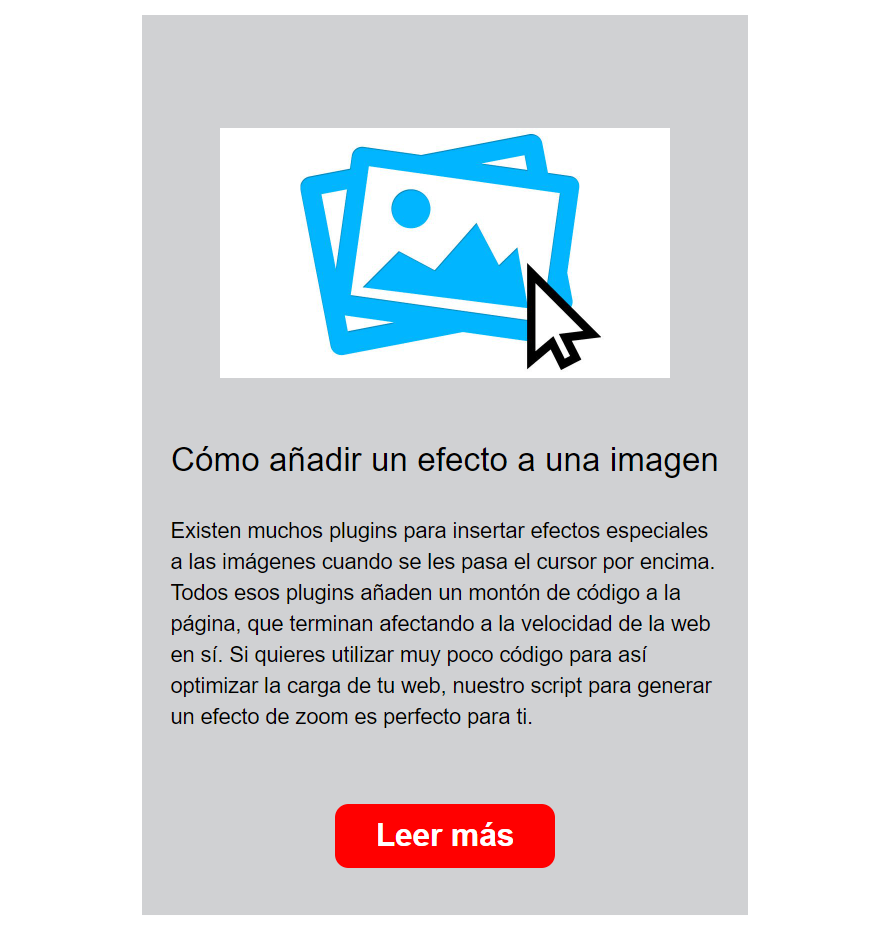 Cómo añadir un efecto a una imagen
Existen muchos plugins para insertar efectos especiales
a las imágenes cuando se les pasa el cursor por encima.
Todos esos plugins añaden un montón de código a la
página, que terminan afectando a la velocidad de la web
en sí. Si quieres utilizar muy poco código para así
optimizar la carga de tu web, nuestro script para generar
un efecto de zoom es perfecto para ti.
Leer más